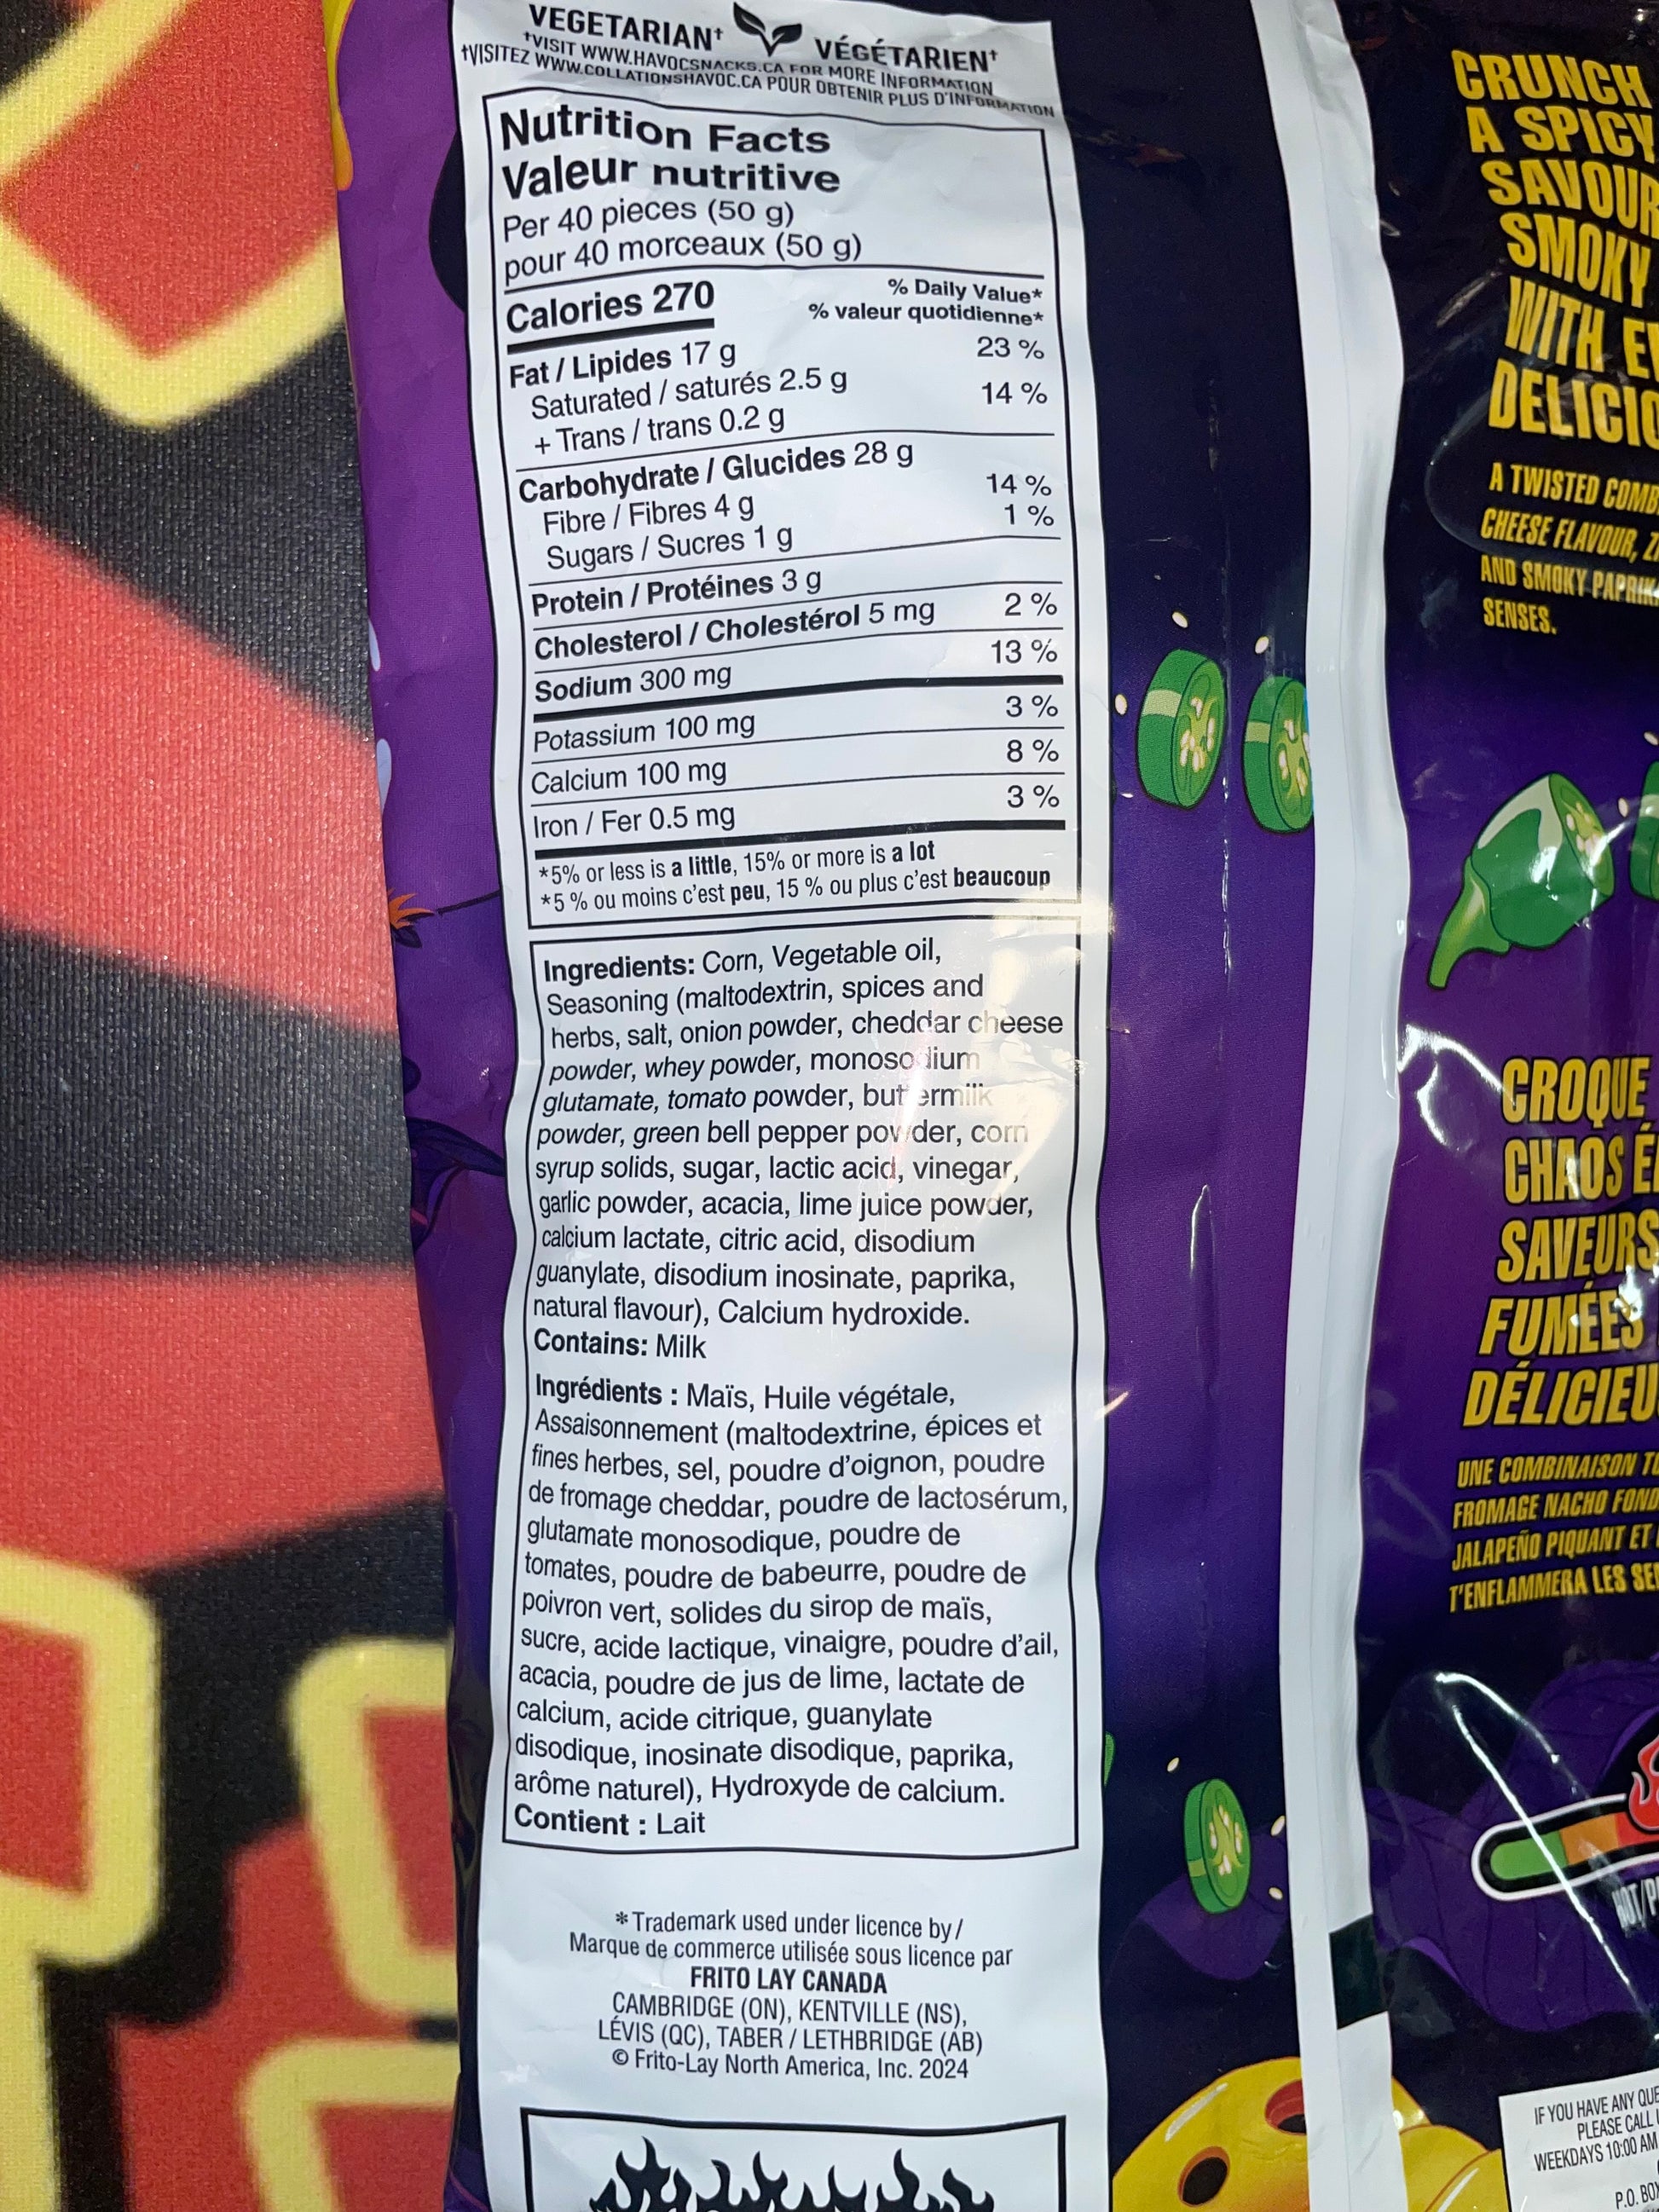 VEGETARIAN† VÉGÉTARIEN†
†VISIT WWW.HAVOCSNACKS.CA FOR MORE INFORMATION
†VISITEZ WWW.COLLATIONSHAVOC.CA POUR OBTENIR PLUS D'INFORMATION
Nutrition Facts
Valeur nutritive
Per 40 pieces (50 g)
pour 40 morceaux (50 g)
Calories 270
% Daily Value*
% valeur quotidienne*
Fat / Lipides 17 g 23 %
Saturated / saturés 2.5 g 14 %
+ Trans / trans 0.2 g
Carbohydrate / Glucides 28 g
Fibre / Fibres 4 g 14 %
Sugars / Sucres 1 g 1 %
Protein / Protéines 3 g
Cholesterol / Cholestérol 5 mg 2 %
Sodium 300 mg 13 %
Potassium 100 mg 3 %
Calcium 100 mg 8 %
Iron / Fer 0.5 mg 3 %
*5% or less is a little, 15% or more is a lot
*5 % ou moins c'est peu, 15 % ou plus c'est beaucoup
Ingredients: Corn, Vegetable oil,
Seasoning (maltodextrin, spices and
herbs, salt, onion powder, cheddar cheese
powder, whey powder, monosodium
glutamate, tomato powder, buttermilk
powder, green bell pepper powder, corn
syrup solids, sugar, lactic acid, vinegar,
garlic powder, acacia, lime juice powder,
calcium lactate, citric acid, disodium
guanylate, disodium inosinate, paprika,
natural flavour), Calcium hydroxide.
Contains: Milk
Ingrédients : Maïs, Huile végétale,
Assaisonnement (maltodextrine, épices et
fines herbes, sel, poudre d'oignon, poudre
de fromage cheddar, poudre de lactosérum,
glutamate monosodique, poudre de
tomates, poudre de babeurre, poudre de
poivron vert, solides du sirop de maïs,
sucre, acide lactique, vinaigre, poudre d'ail,
acacia, poudre de jus de lime, lactate de
calcium, acide citrique, guanylate
disodique, inosinate disodique, paprika,
arôme naturel), Hydroxyde de calcium.
Contient : Lait
*Trademark used under licence by /
Marque de commerce utilisée sous licence par
FRITO LAY CANADA
CAMBRIDGE (ON), KENTVILLE (NS),
LÉVIS (QC), TABER / LETHBRIDGE (AB)
© Frito-Lay North America, Inc. 2024
CRUNCH
A SPICY
SAVOUR
SMOKY
WITH
A TWISTED
CHEESE FLAVOUR,
AND SMOKY
SENSES.
CROQUE
CHAOS
SAVEURS
FUMÉES
UNE COMBINAISON
FROMAGE NACHO
JALAPEÑO PIQUANT ET
T'ENFLAMMERA LES
IF YOU HAVE ANY
PLEASE CALL
WEEKDAYS 10:00 AM
P.O.